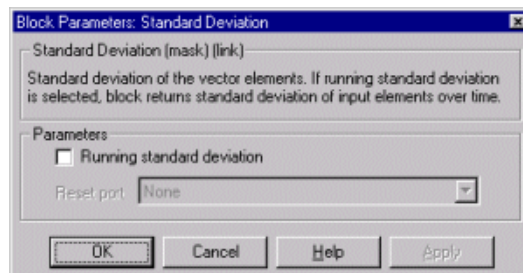 Block Parameters: Standard Deviation
Standard Deviation (mask) (link)
Standard deviation of the vector elements. If running standard deviation
is selected, block returns standard deviation of input elements over time.
Parameters
Running standard deviation
Reset port None
OK Cancel Help Apply